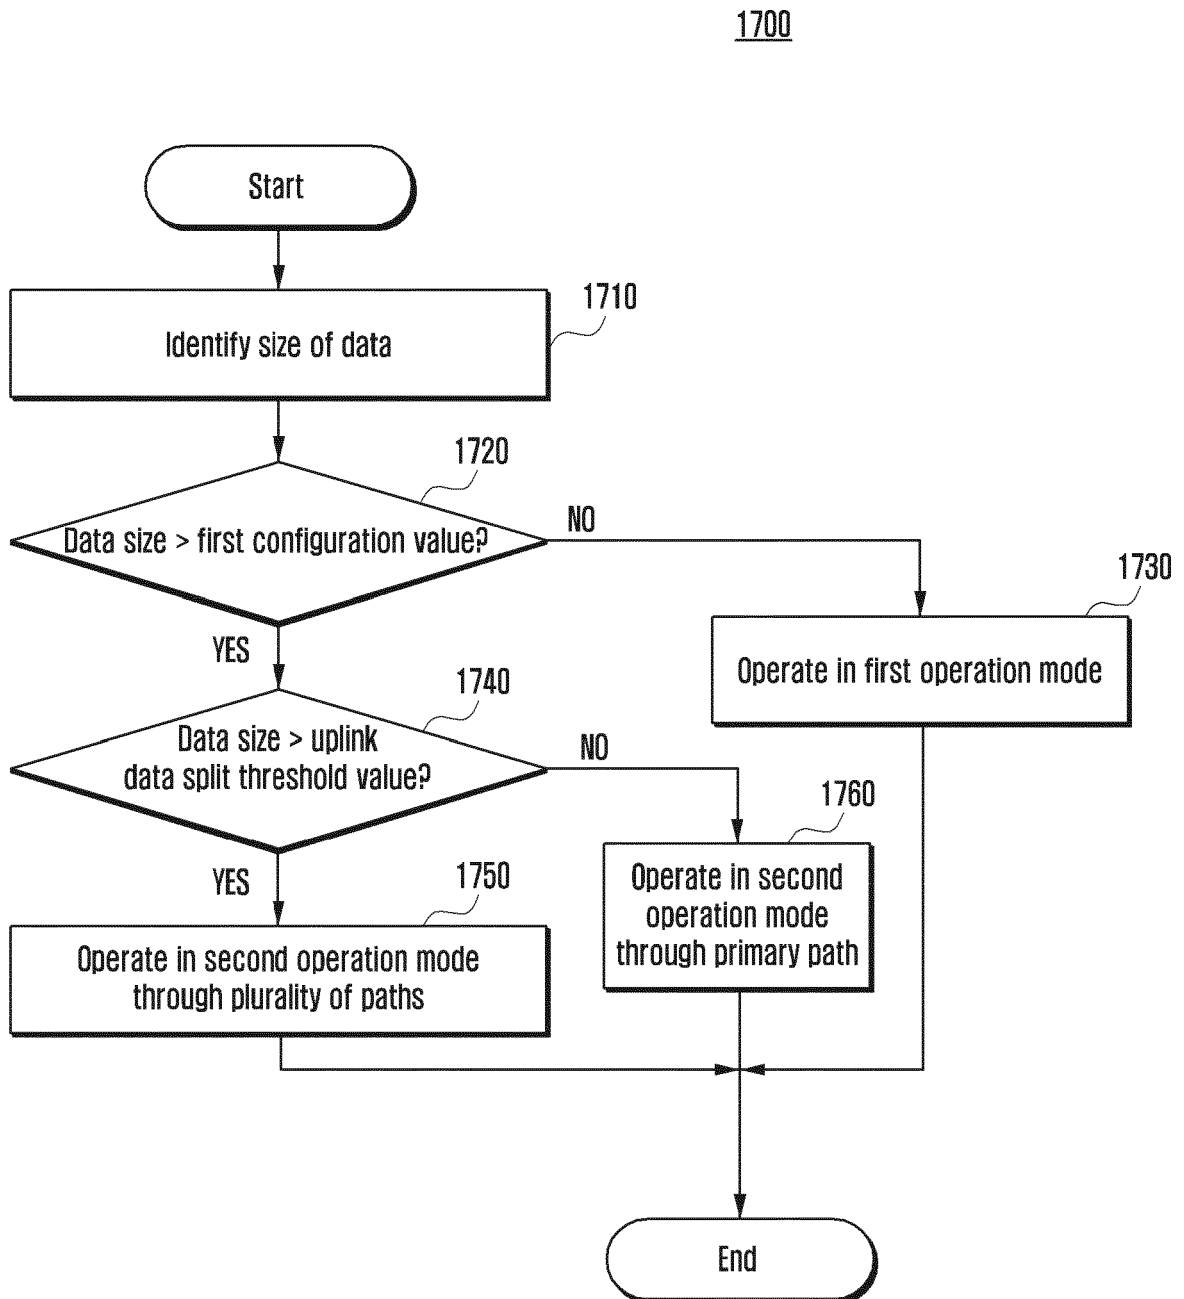 1700
Start
1710
Identify size of data
1720
Data size > first configuration value?
NO
YES
1730
Operate in first operation mode
1740
Data size > uplink
data split threshold value?
NO
YES
1760
Operate in second
operation mode
through primary path
1750
Operate in second operation mode
through plurality of paths
End